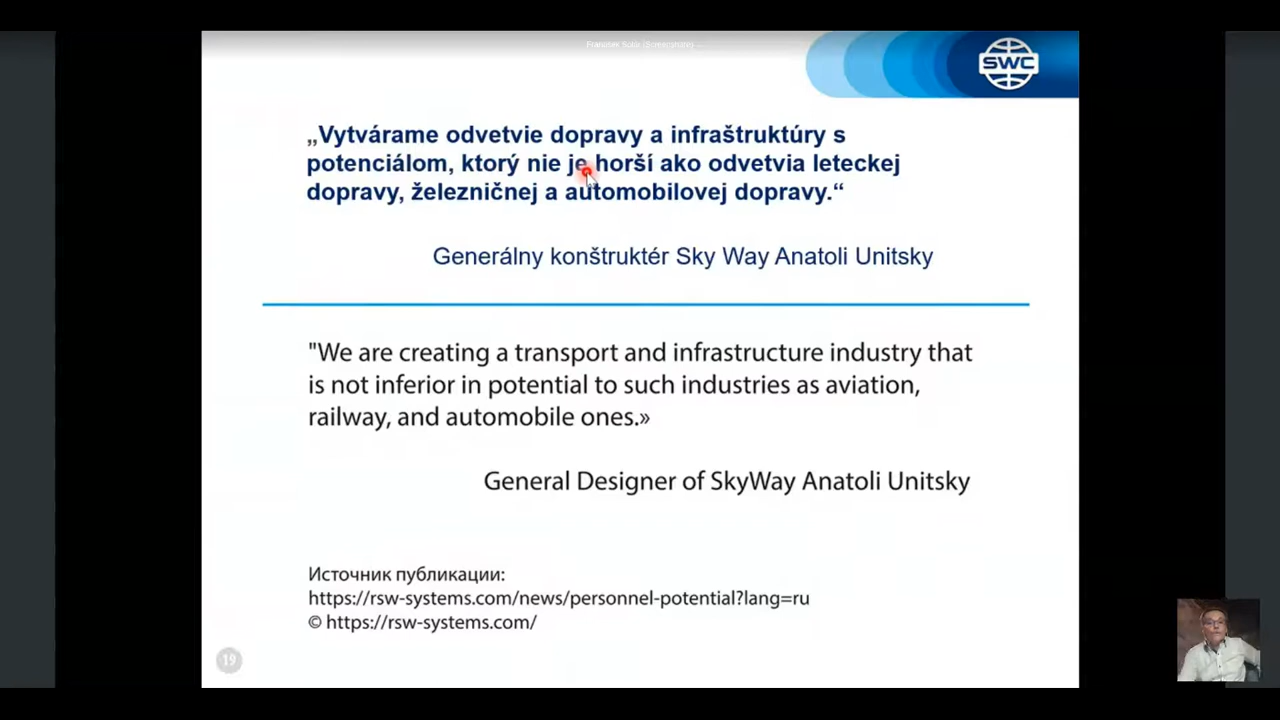 SWC
„Vytvárame odvetvie dopravy a infraštruktúry s
potenciálom, ktorý nie je horší ako odvetvia leteckej
dopravy, železničnej a automobilovej dopravy.“
Generálny konštruktér Sky Way Anatoli Unitsky
"We are creating a transport and infrastructure industry that
is not inferior in potential to such industries as aviation,
railway, and automobile ones.»
General Designer of SkyWay Anatoli Unitsky
Источник публикации:
https://rsw-systems.com/news/personnel-potential?lang=ru
© https://rsw-systems.com/
19